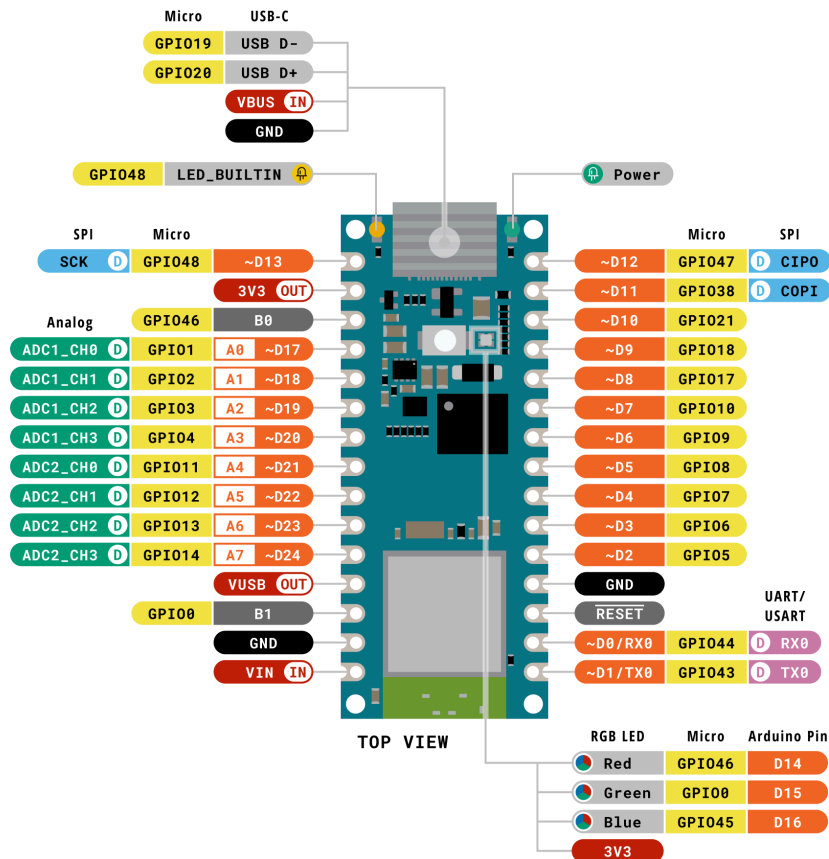 Micro USB-C
GPIO19 USB D-
GPIO20 USB D+
VBUS IN
GND
GPIO48 LED_BUILTIN
Power
SPI Micro
SCK D GPIO48 ~D13
3V3 OUT
GPIO46 B0
Analog
ADC1_CH0 D GPIO1 A0 ~D17
ADC1_CH1 D GPIO2 A1 ~D18
ADC1_CH2 D GPIO3 A2 ~D19
ADC1_CH3 D GPIO4 A3 ~D20
ADC2_CH0 D GPIO11 A4 ~D21
ADC2_CH1 D GPIO12 A5 ~D22
ADC2_CH2 D GPIO13 A6 ~D23
ADC2_CH3 D GPIO14 A7 ~D24
VUSB OUT
GPIO0 B1
GND
VIN IN
Micro SPI
~D12 GPIO47 D CIPO
~D11 GPIO38 D COPI
~D10 GPIO21
~D9 GPIO18
~D8 GPIO17
~D7 GPIO10
~D6 GPIO9
~D5 GPIO8
~D4 GPIO7
~D3 GPIO6
~D2 GPIO5
GND
RESET
UART/
USART
~D0/RX0 GPIO44 D RX0
~D1/TX0 GPIO43 D TX0
TOP VIEW
RGB LED Micro Arduino Pin
Red GPIO46 D14
Green GPIO0 D15
Blue GPIO45 D16
3V3